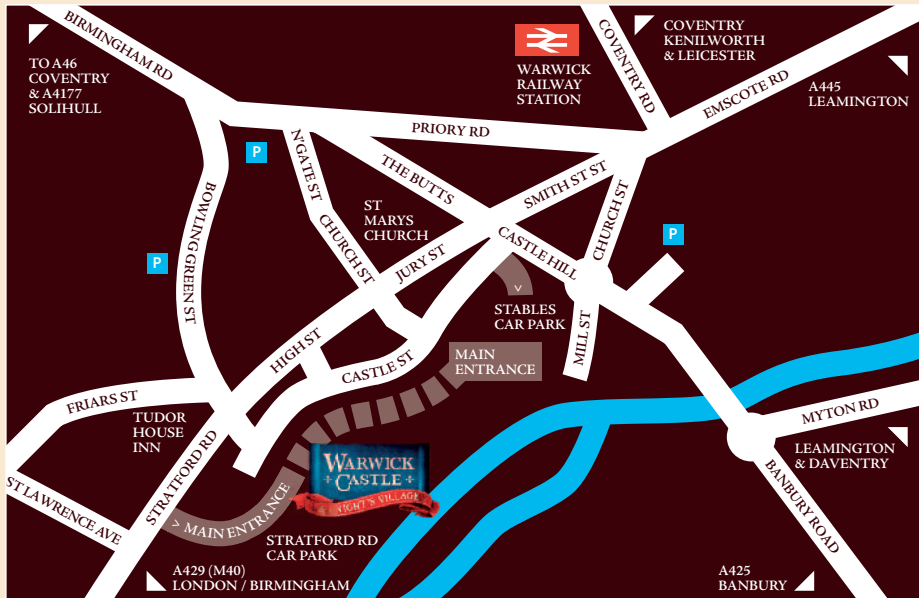 BIRMINGHAM RD
TO A46
COVENTRY
& A4177
SOLIHULL
WARWICK
RAILWAY
STATION
COVENTRY RD
COVENTRY
KENILWORTH
& LEICESTER
EMSCOTE RD
A445
LEAMINGTON
PRIORY RD
P
N'GATE ST
THE BUTTS
SMITH ST ST
ST
MARYS
CHURCH
CHURCH ST
JURY ST
CASTLE HILL
CHURCH ST
P
P
BOWLING GREEN ST
STABLES
CAR PARK
MILL ST
HIGH ST
CASTLE ST
MAIN
ENTRANCE
FRIARS ST
TUDOR
HOUSE
INN
STRATFORD RD
WARWICK
CASTLE
NIGHT'S VILLAGE
MYTON RD
LEAMINGTON
& DAVENTRY
ST LAWRENCE AVE
> MAIN ENTRANCE
STRATFORD RD
CAR PARK
BANBURY ROAD
A429 (M40)
LONDON / BIRMINGHAM
A425
BANBURY